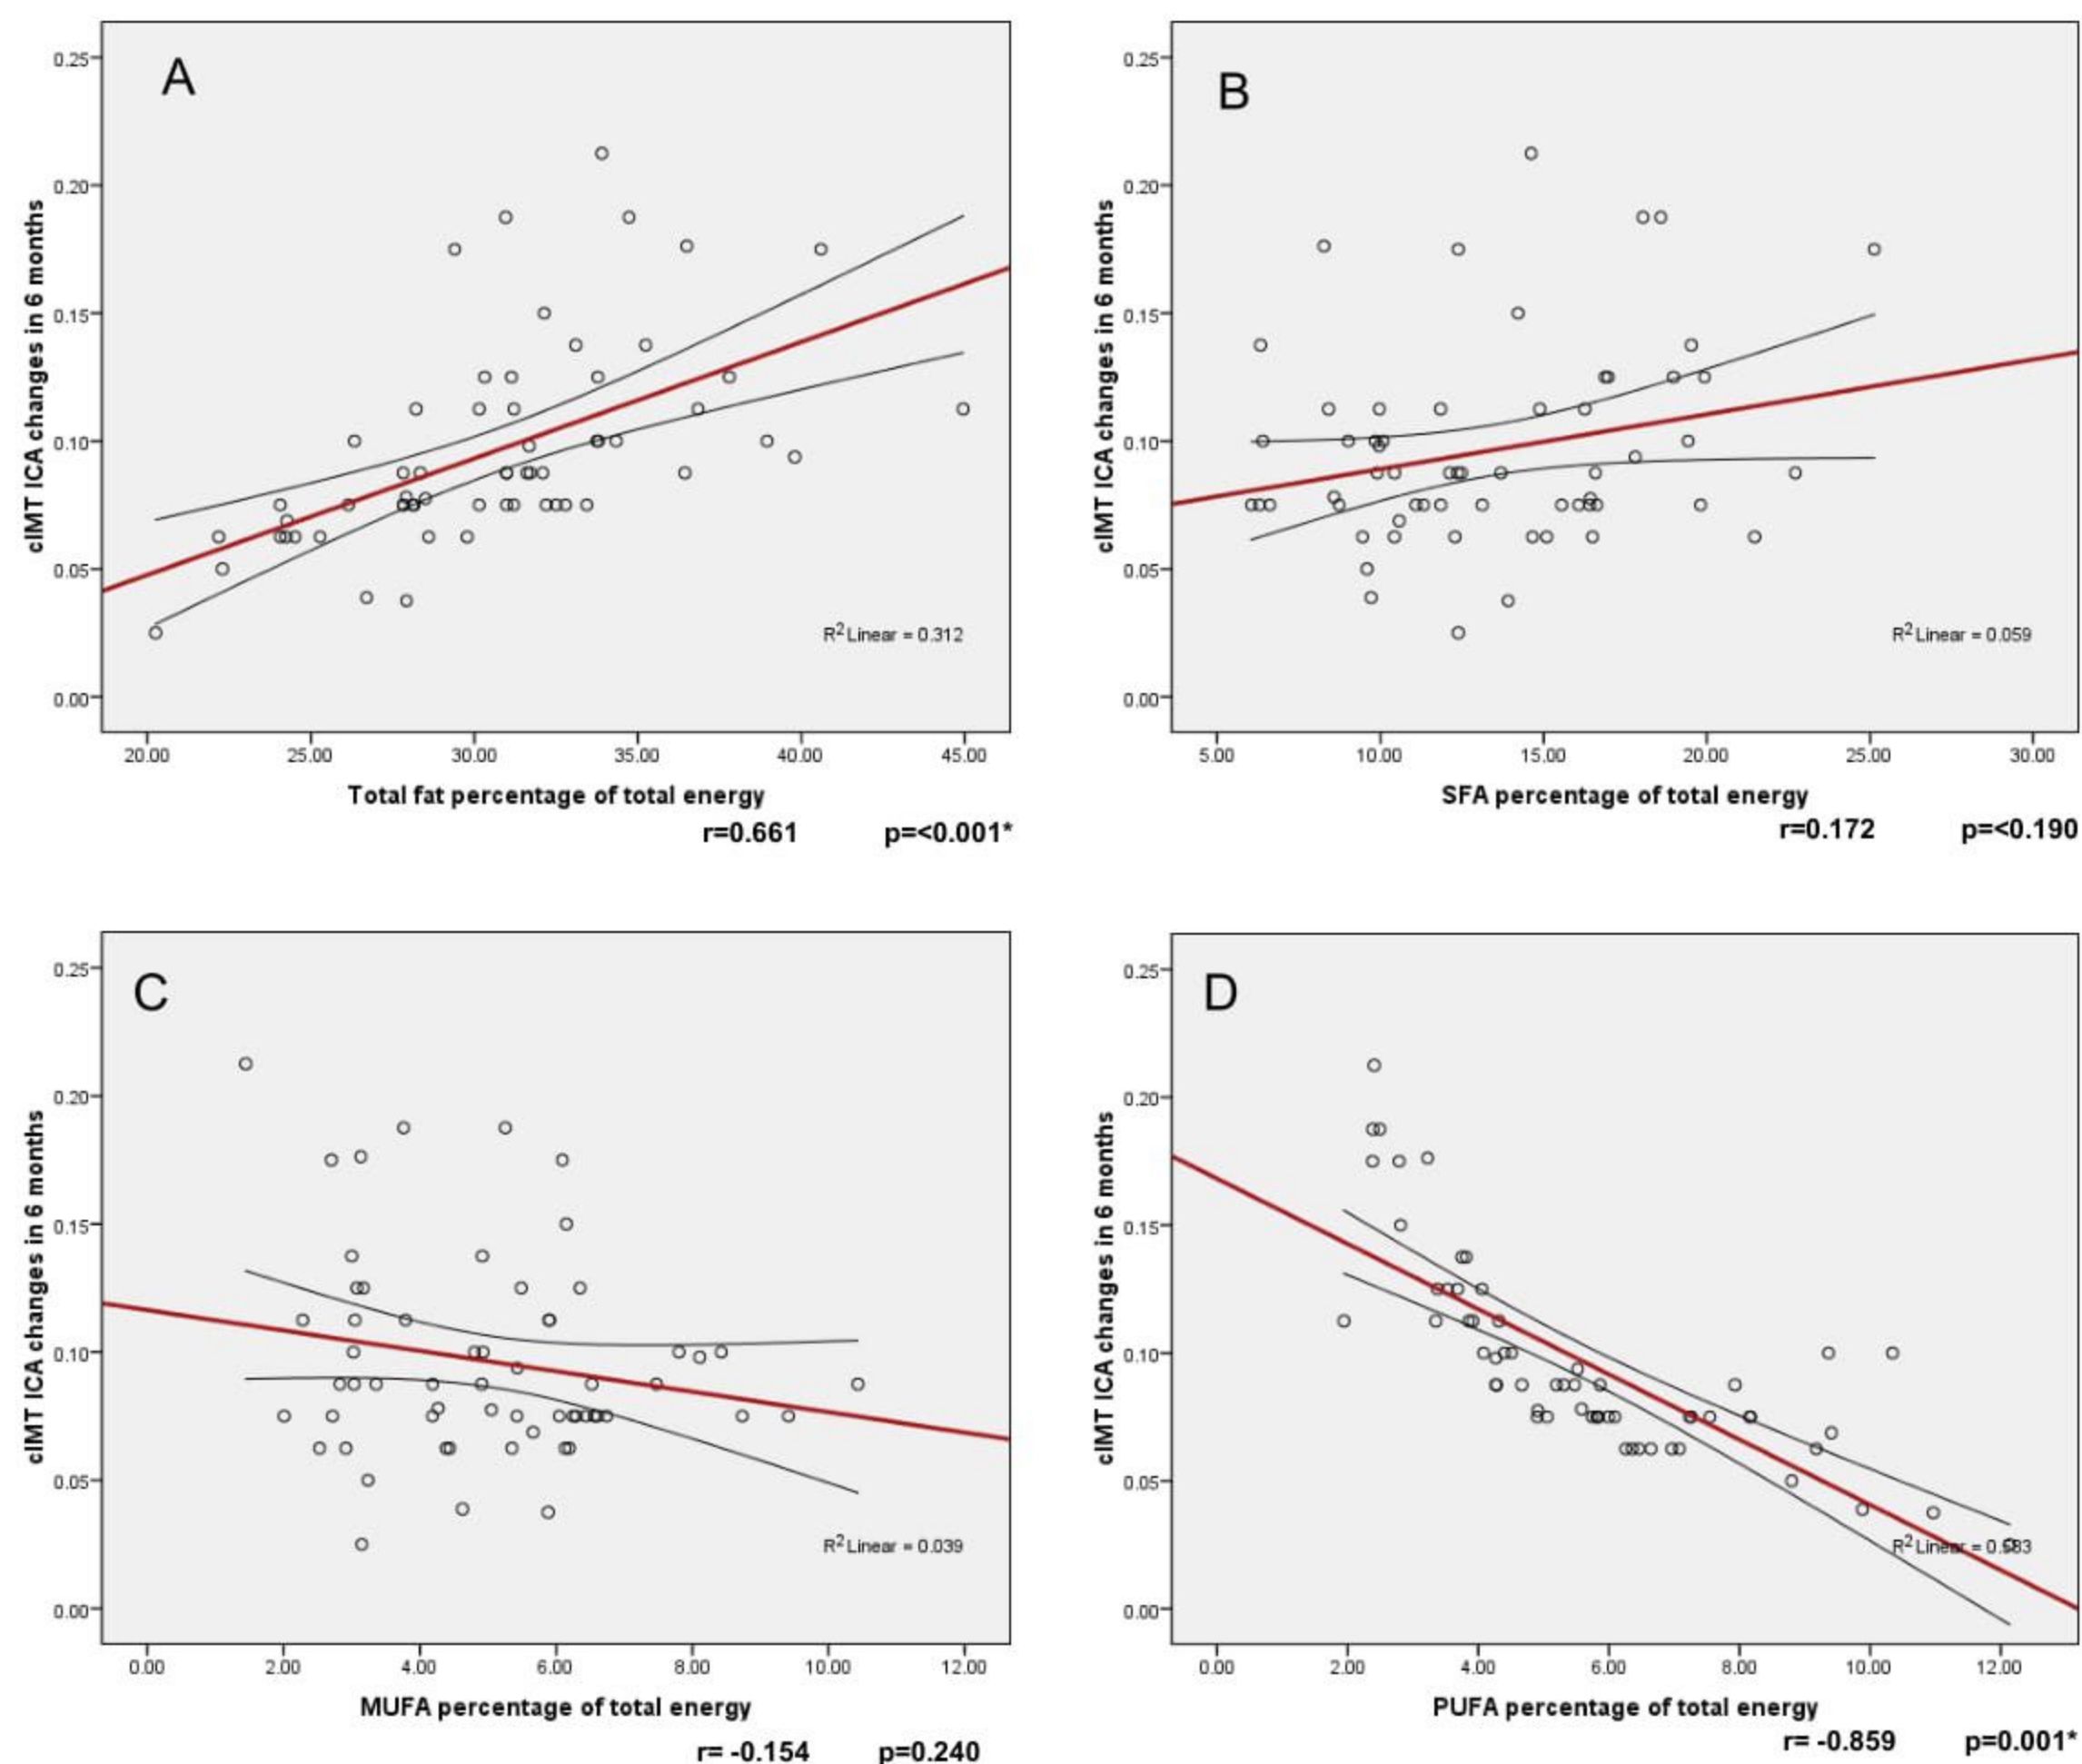 A
cIMT ICA changes in 6 months
0.25
0.20
0.15
0.10
0.05
0.00
R2 Linear = 0.312
20.00 25.00 30.00 35.00 40.00 45.00
Total fat percentage of total energy
r=0.661 p=<0.001*
B
cIMT ICA changes in 6 months
0.25
0.20
0.15
0.10
0.05
0.00
R2 Linear = 0.059
5.00 10.00 15.00 20.00 25.00 30.00
SFA percentage of total energy
r=0.172 p=<0.190
C
cIMT ICA changes in 6 months
0.25
0.20
0.15
0.10
0.05
0.00
R2 Linear = 0.039
0.00 2.00 4.00 6.00 8.00 10.00 12.00
MUFA percentage of total energy
r= -0.154 p=0.240
D
cIMT ICA changes in 6 months
0.25
0.20
0.15
0.10
0.05
0.00
R2 Linear =
0.00 2.00 4.00 6.00 8.00 10.00 12.00
PUFA percentage of total energy
r= -0.859 p=0.001*